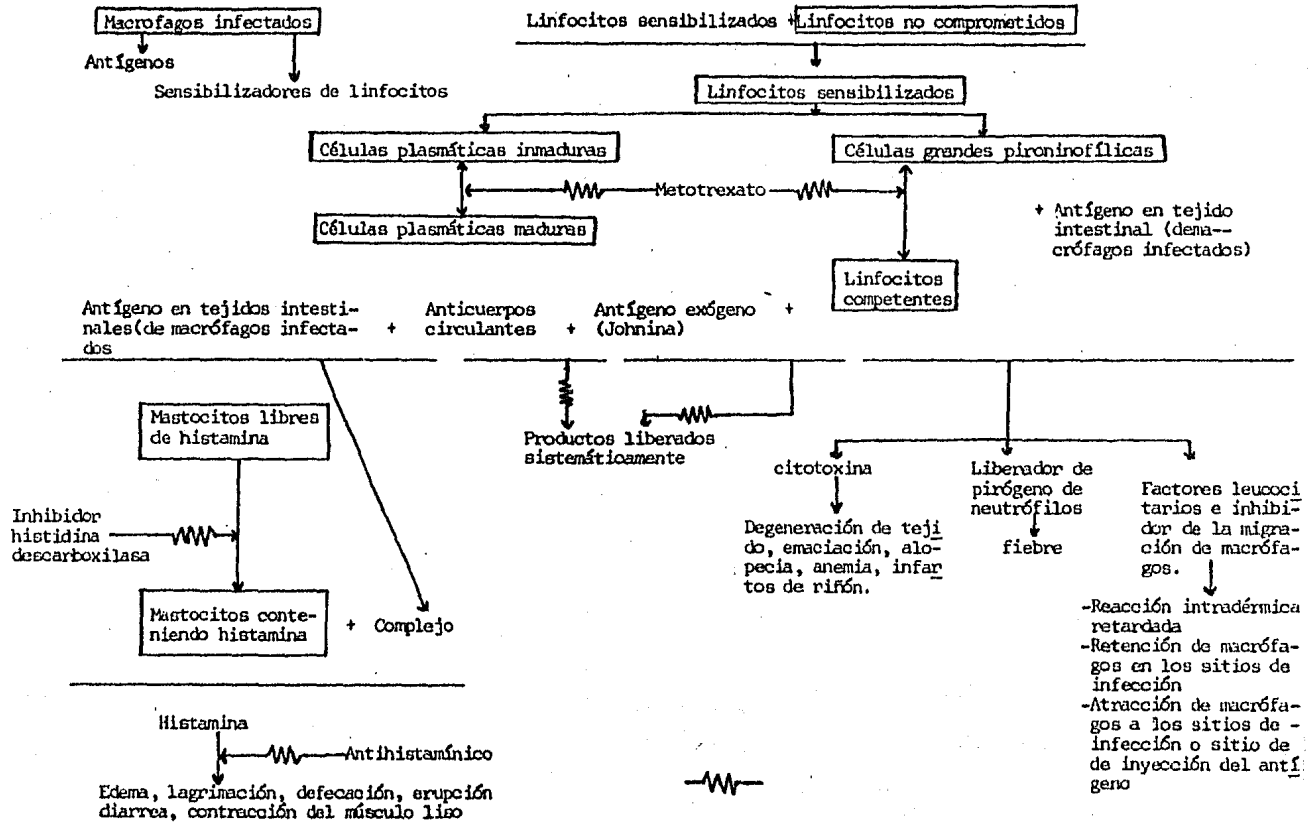 Macrófagos infectados
Antígenos
Sensibilizadores de linfocitos
Linfocitos sensibilizados + Linfocitos no comprometidos
Linfocitos sensibilizados
Células plasmáticas inmaduras
Células grandes pironinofílicas
Metotrexato
Células plasmáticas maduras
+ Antígeno en tejido
intestinal (dema--
crófagos infectados)
Linfocitos
competentes
Antígeno en tejidos intesti-
nales(de macrófagos infecta-
dos
+
Anticuerpos
circulantes
+
Antígeno exógeno
(Johnina)
+
Mastocitos libres
de histamina
Inhibidor
histidina
descarboxilasa
Mastocitos conte-
niendo histamina
+ Complejo
Productos liberados
sistemáticamente
citotoxina
Degeneración de teji
do, emaciación, alo-
pecia, anemia, infar
tos de riñón.
Liberador de
pirógeno de
neutrófilos
fiebre
Factores leucoci
tarios e inhibi-
dor de la migra-
ción de macrófa-
gos.
-Reacción intradérmica
retardada
-Retención de macrófa-
gos en los sitios de
infección
-Atracción de macrófa-
gos a los sitios de -
infección o sitio de
de inyección del antí
geno
Histamina
Antihistamínico
Edema, lagrimación, defecación, erupción
diarrea, contracción del músculo liso